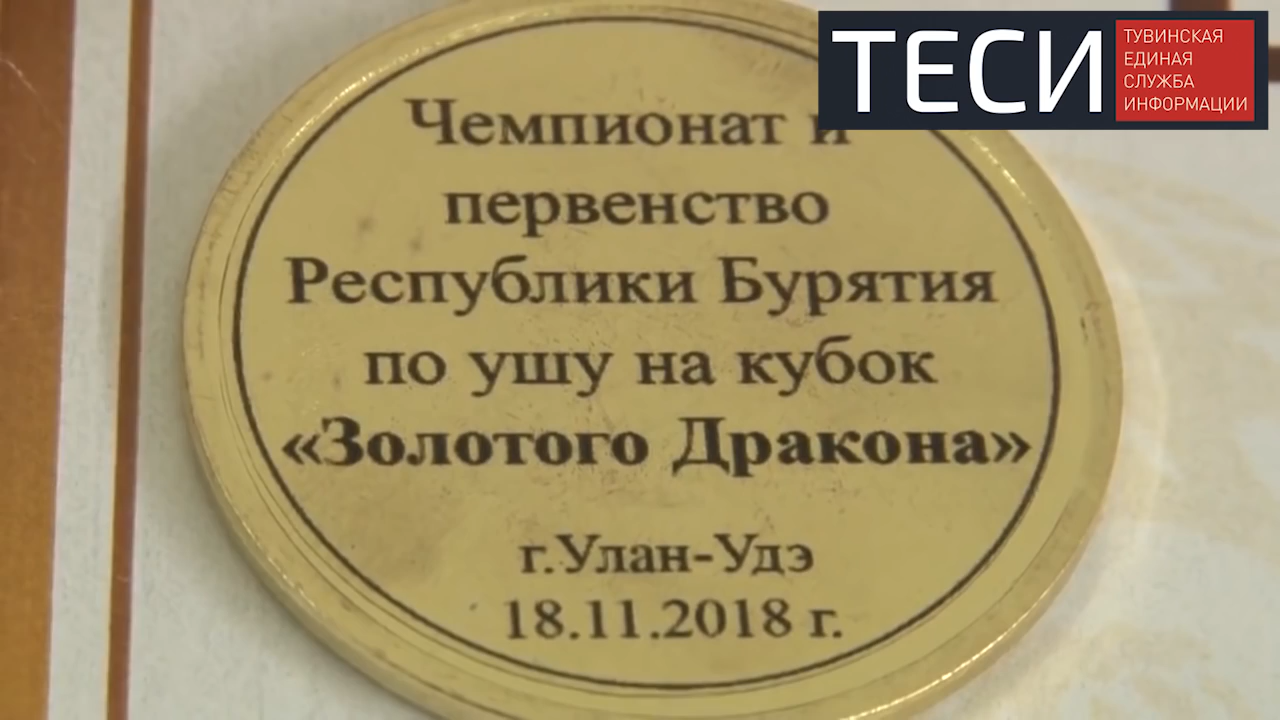 ТЕСИ
ТУВИНСКАЯ
ЕДИНАЯ
СЛУЖБА
ИНФОРМАЦИИ
Чемпионат и
первенство
Республики Бурятия
по ушу на кубок
«Золотого Дракона»
г.Улан-Удэ
18.11.2018 г.